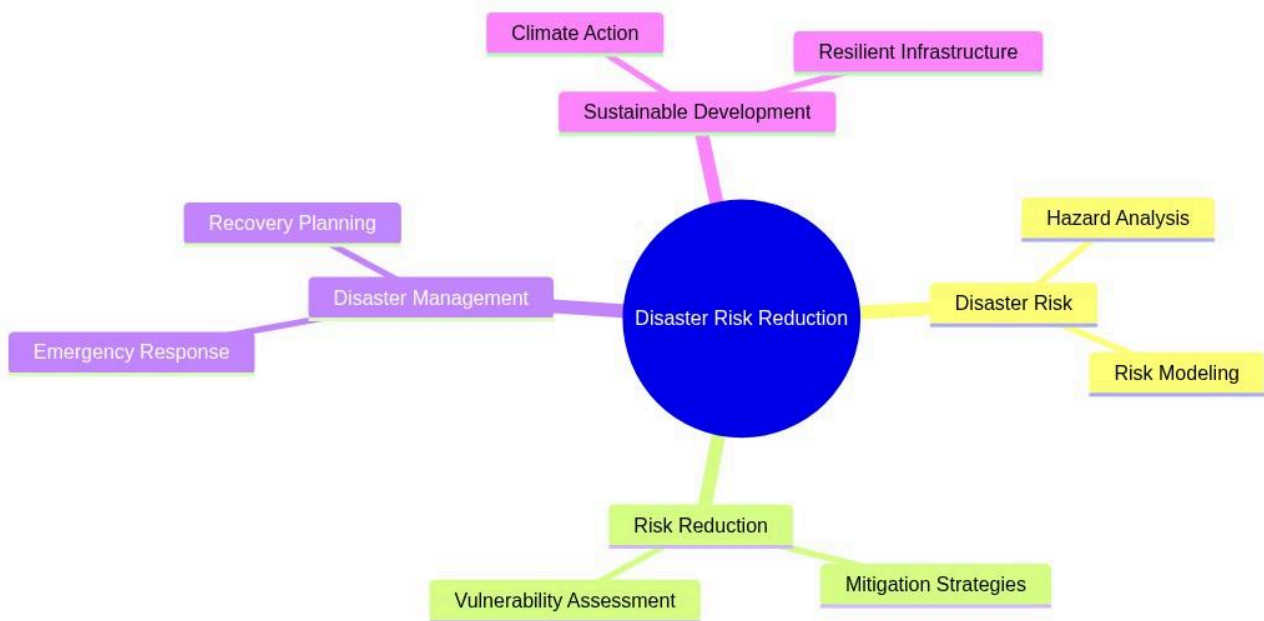 Climate Action
Resilient Infrastructure
Sustainable Development
Recovery Planning
Hazard Analysis
Disaster Management
Disaster Risk
Disaster Risk Reduction
Emergency Response
Risk Modeling
Risk Reduction
Mitigation Strategies
Vulnerability Assessment